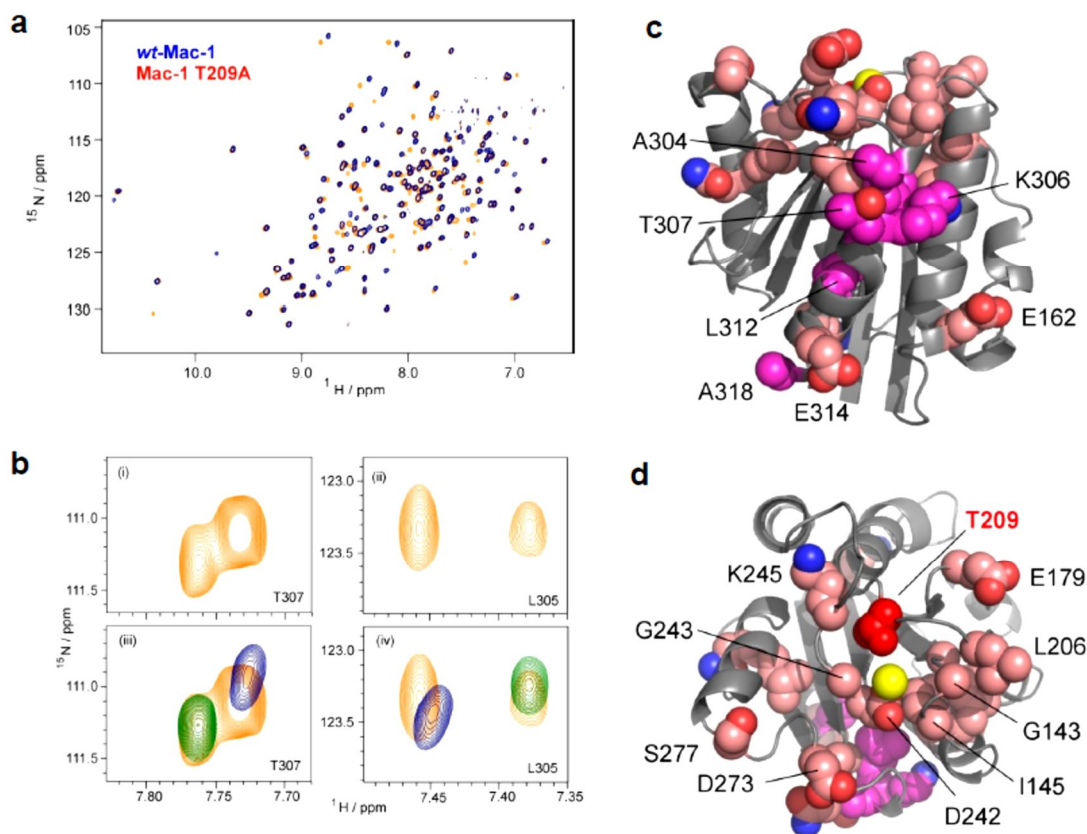 a
wt-Mac-1
Mac-1 T209A
105
110
115
120
125
130
15 N / ppm
10.0 9.0 8.0 7.0
1 H / ppm
c
A304
K306
T307
L312
E162
A318
E314
b
(i)
111.0
111.5
T307
(ii)
123.0
123.5
L305
(iii)
111.0
111.5
T307
(iv)
123.0
123.5
L305
15N / ppm
7.80 7.75 7.70
7.45 7.40 7.35
1 H / ppm
d
T209
K245
E179
G243
L206
G143
S277
D273
I145
D242